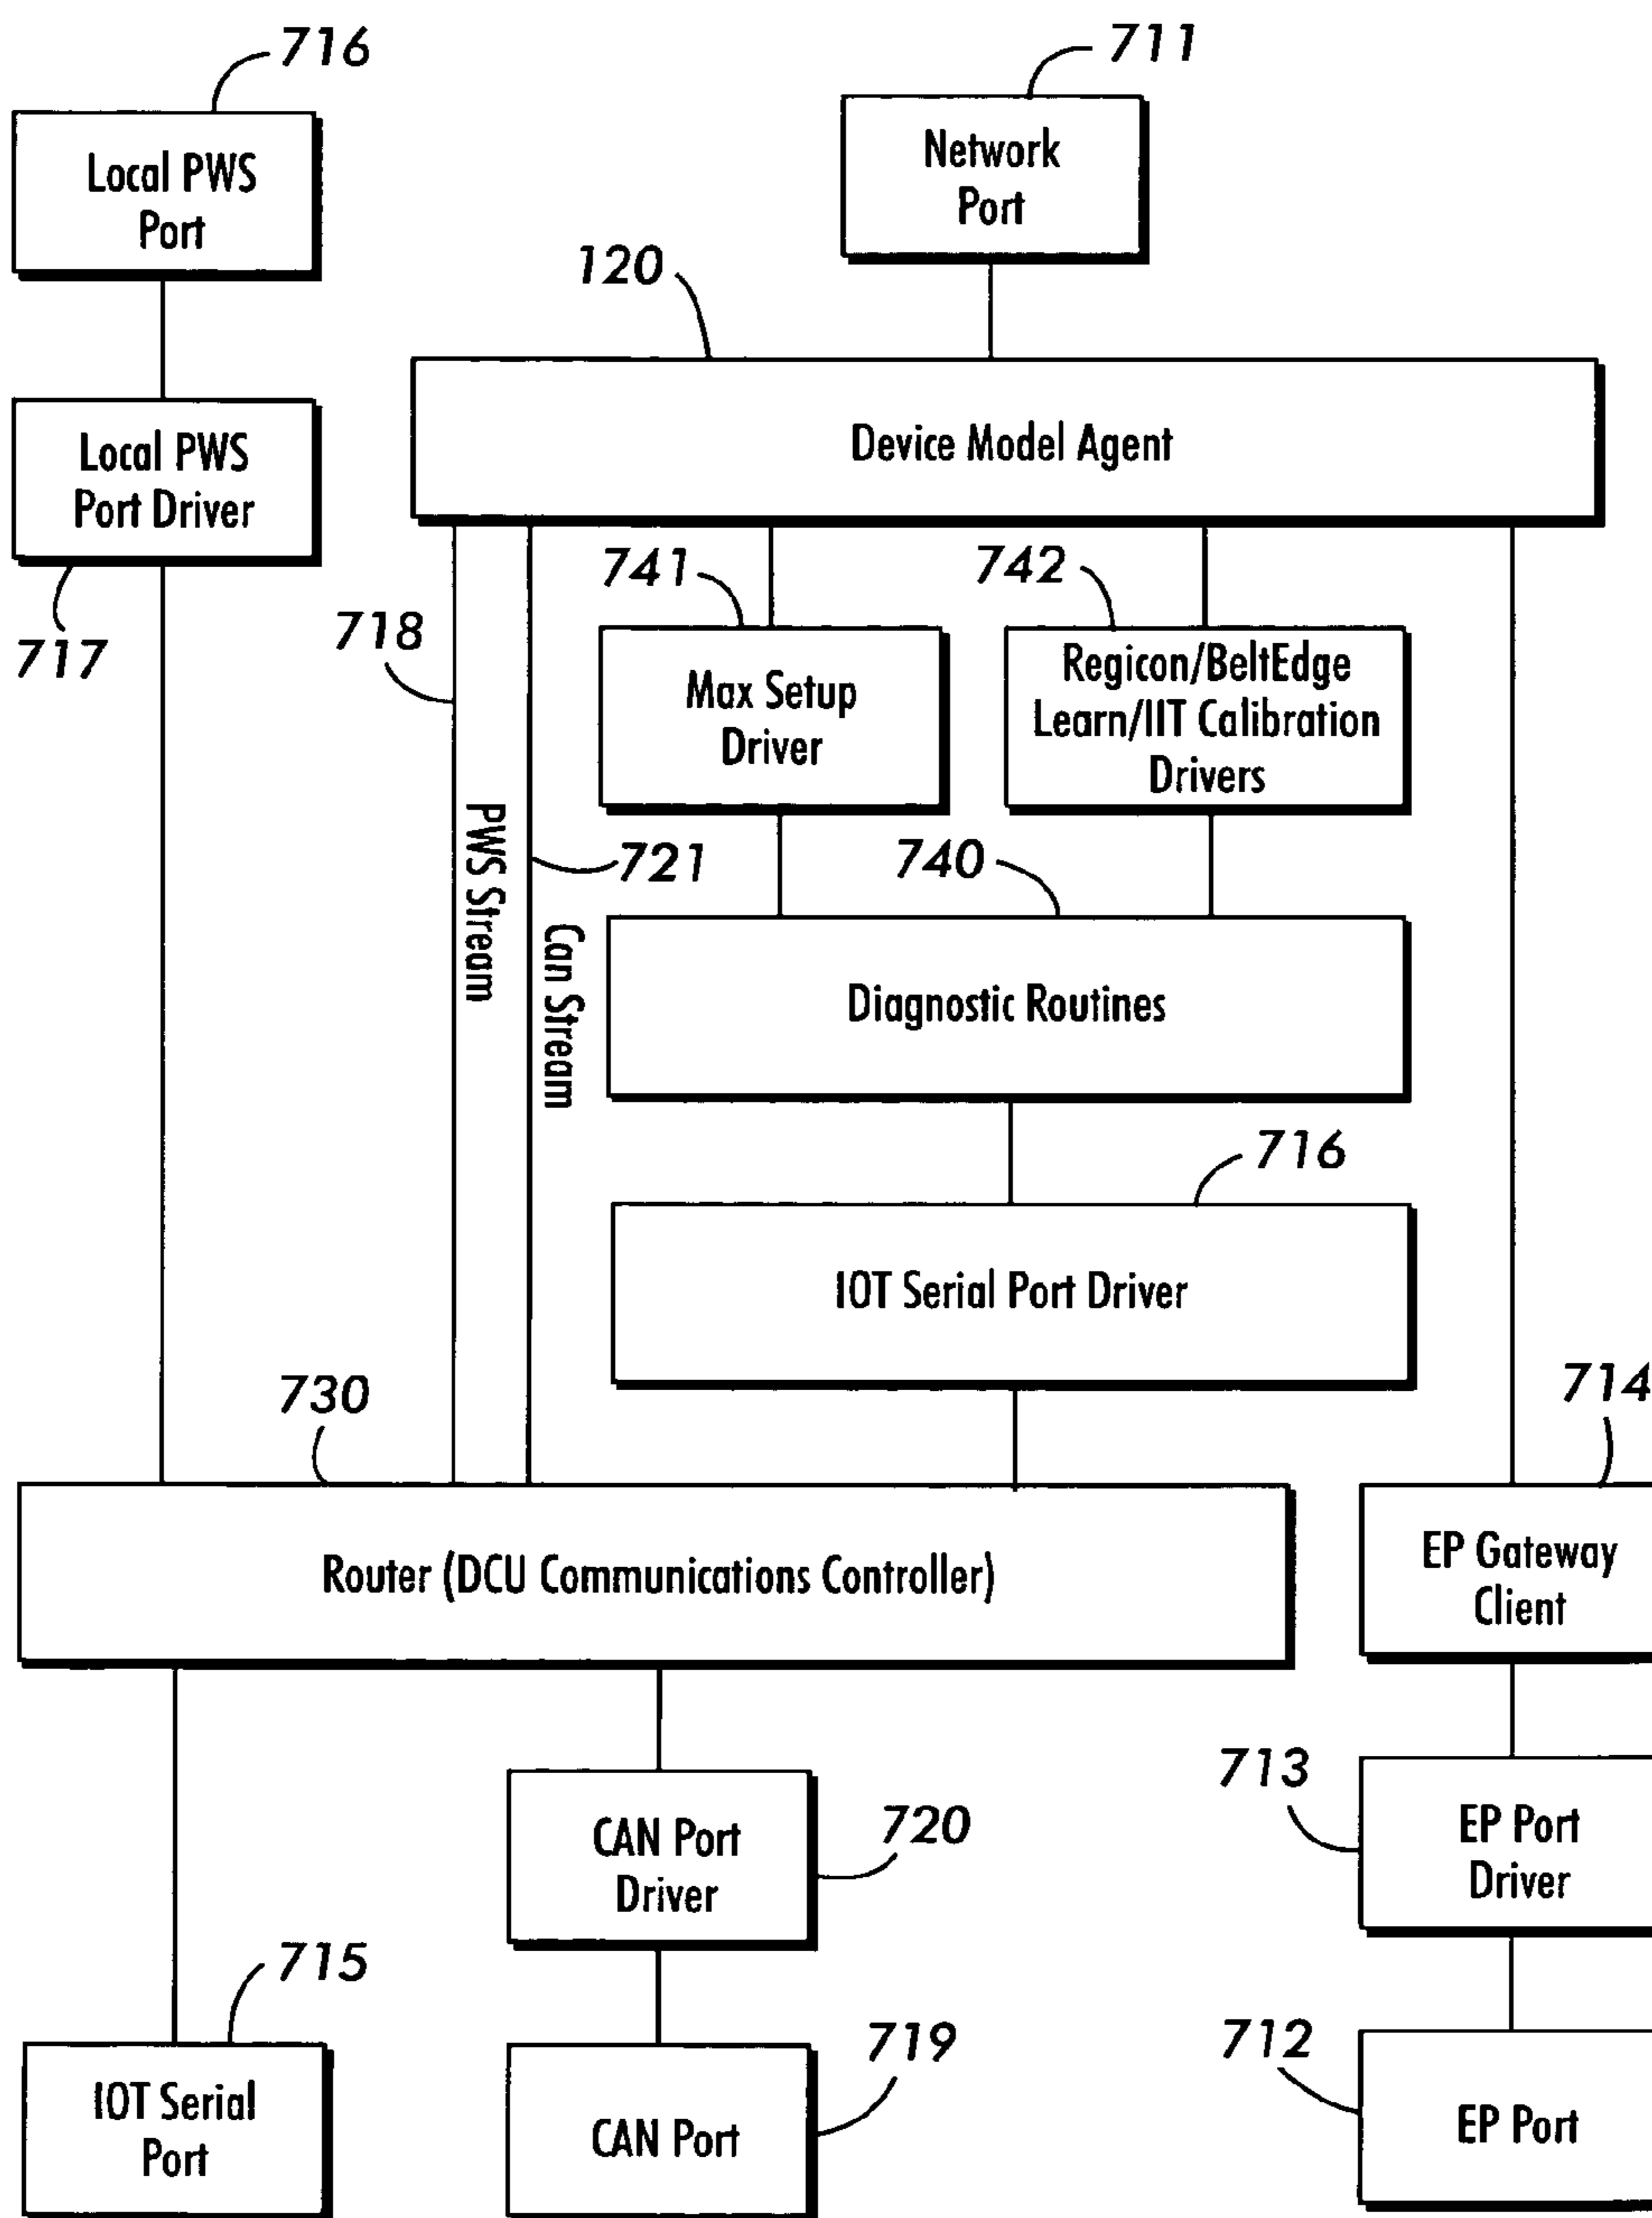 716
711
Local PWS
Port
Network
Port
120
Local PWS
Port Driver
Device Model Agent
717
718
741
742
Max Setup
Driver
Regicon/BeltEdge
Learn/IIT Calibration
Drivers
PWS Stream
721
740
Can Stream
Diagnostic Routines
716
IOT Serial Port Driver
730
714
Router (DCU Communications Controller)
EP Gateway
Client
713
CAN Port
Driver
720
EP Port
Driver
715
719
712
IOT Serial
Port
CAN Port
EP Port